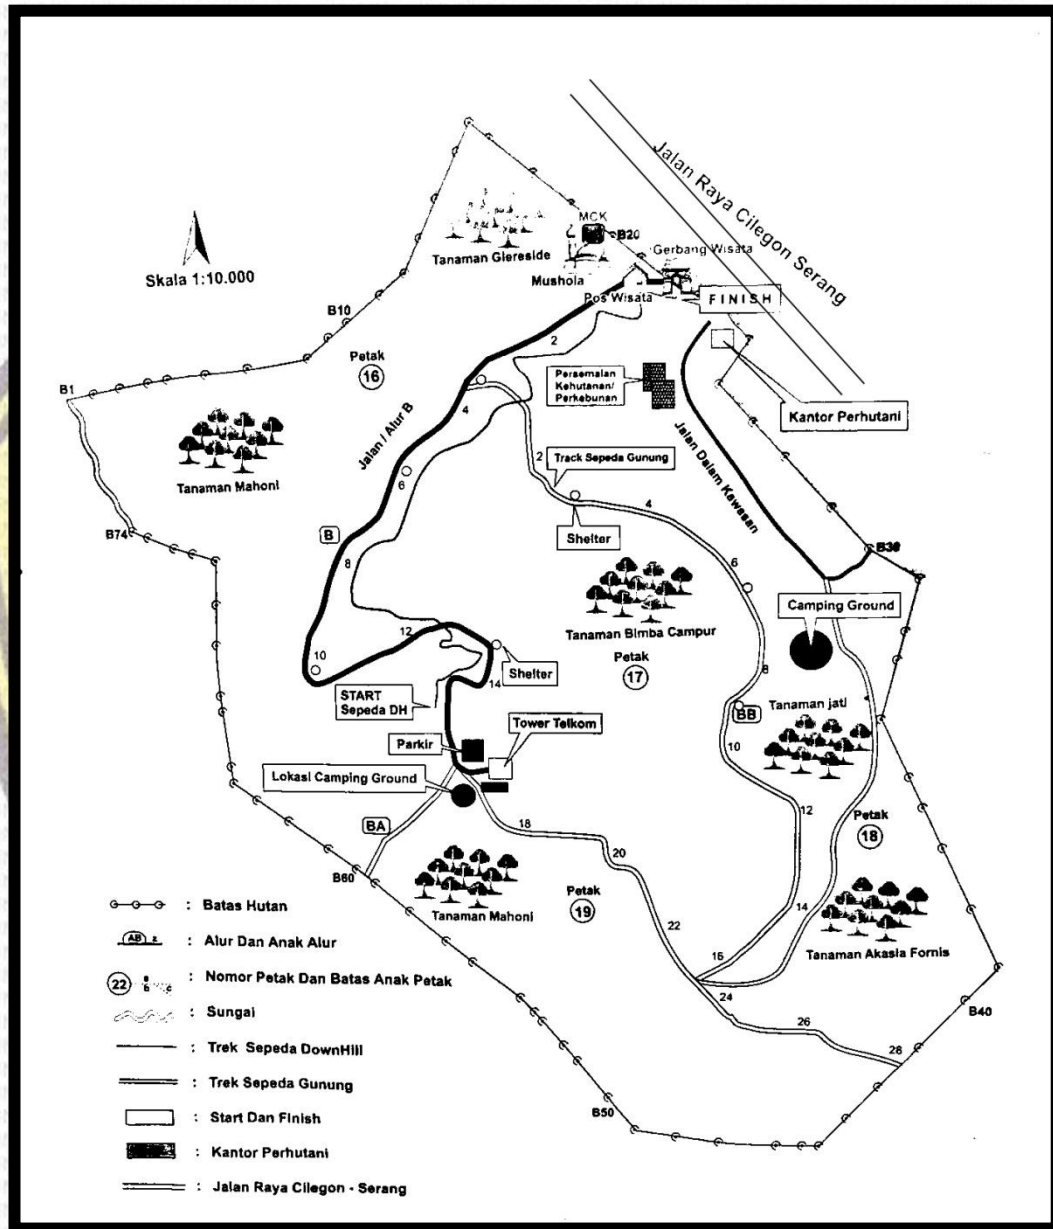 Jalan Raya Cilegon Serang
MCK
B20
Gerbang Wisata
Tanaman Glereside
Mushola
Skala 1:10.000
Pos Wisata
FINISH
B10
2
Petak
16
Persemaian
Kehutanan/
Perkebunan
B1
4
Kantor Perhutani
Jalan / Alur B
2
Track Sepeda Gunung
Jalan Dalam Kawasan
Tanaman Mahoni
6
4
B74
B
Shelter
B30
8
6
Camping Ground
12
Tanaman Bimba Campur
Petak
17
10
Shelter
8
14
START
Sepeda DH
BB
Tanaman jati
Tower Telkom
Parkir
10
Lokasi Camping Ground
12
BA
18
Petak
18
20
B60
Petak
19
Tanaman Mahoni
14
22
16
Tanaman Akasia Fornis
24
26
B40
28
B50
: Batas Hutan
AB 2
: Alur Dan Anak Alur
22
: Nomor Petak Dan Batas Anak Petak
: Sungai
: Trek Sepeda DownHill
: Trek Sepeda Gunung
: Start Dan Finish
: Kantor Perhutani
: Jalan Raya Cilegon - Serang